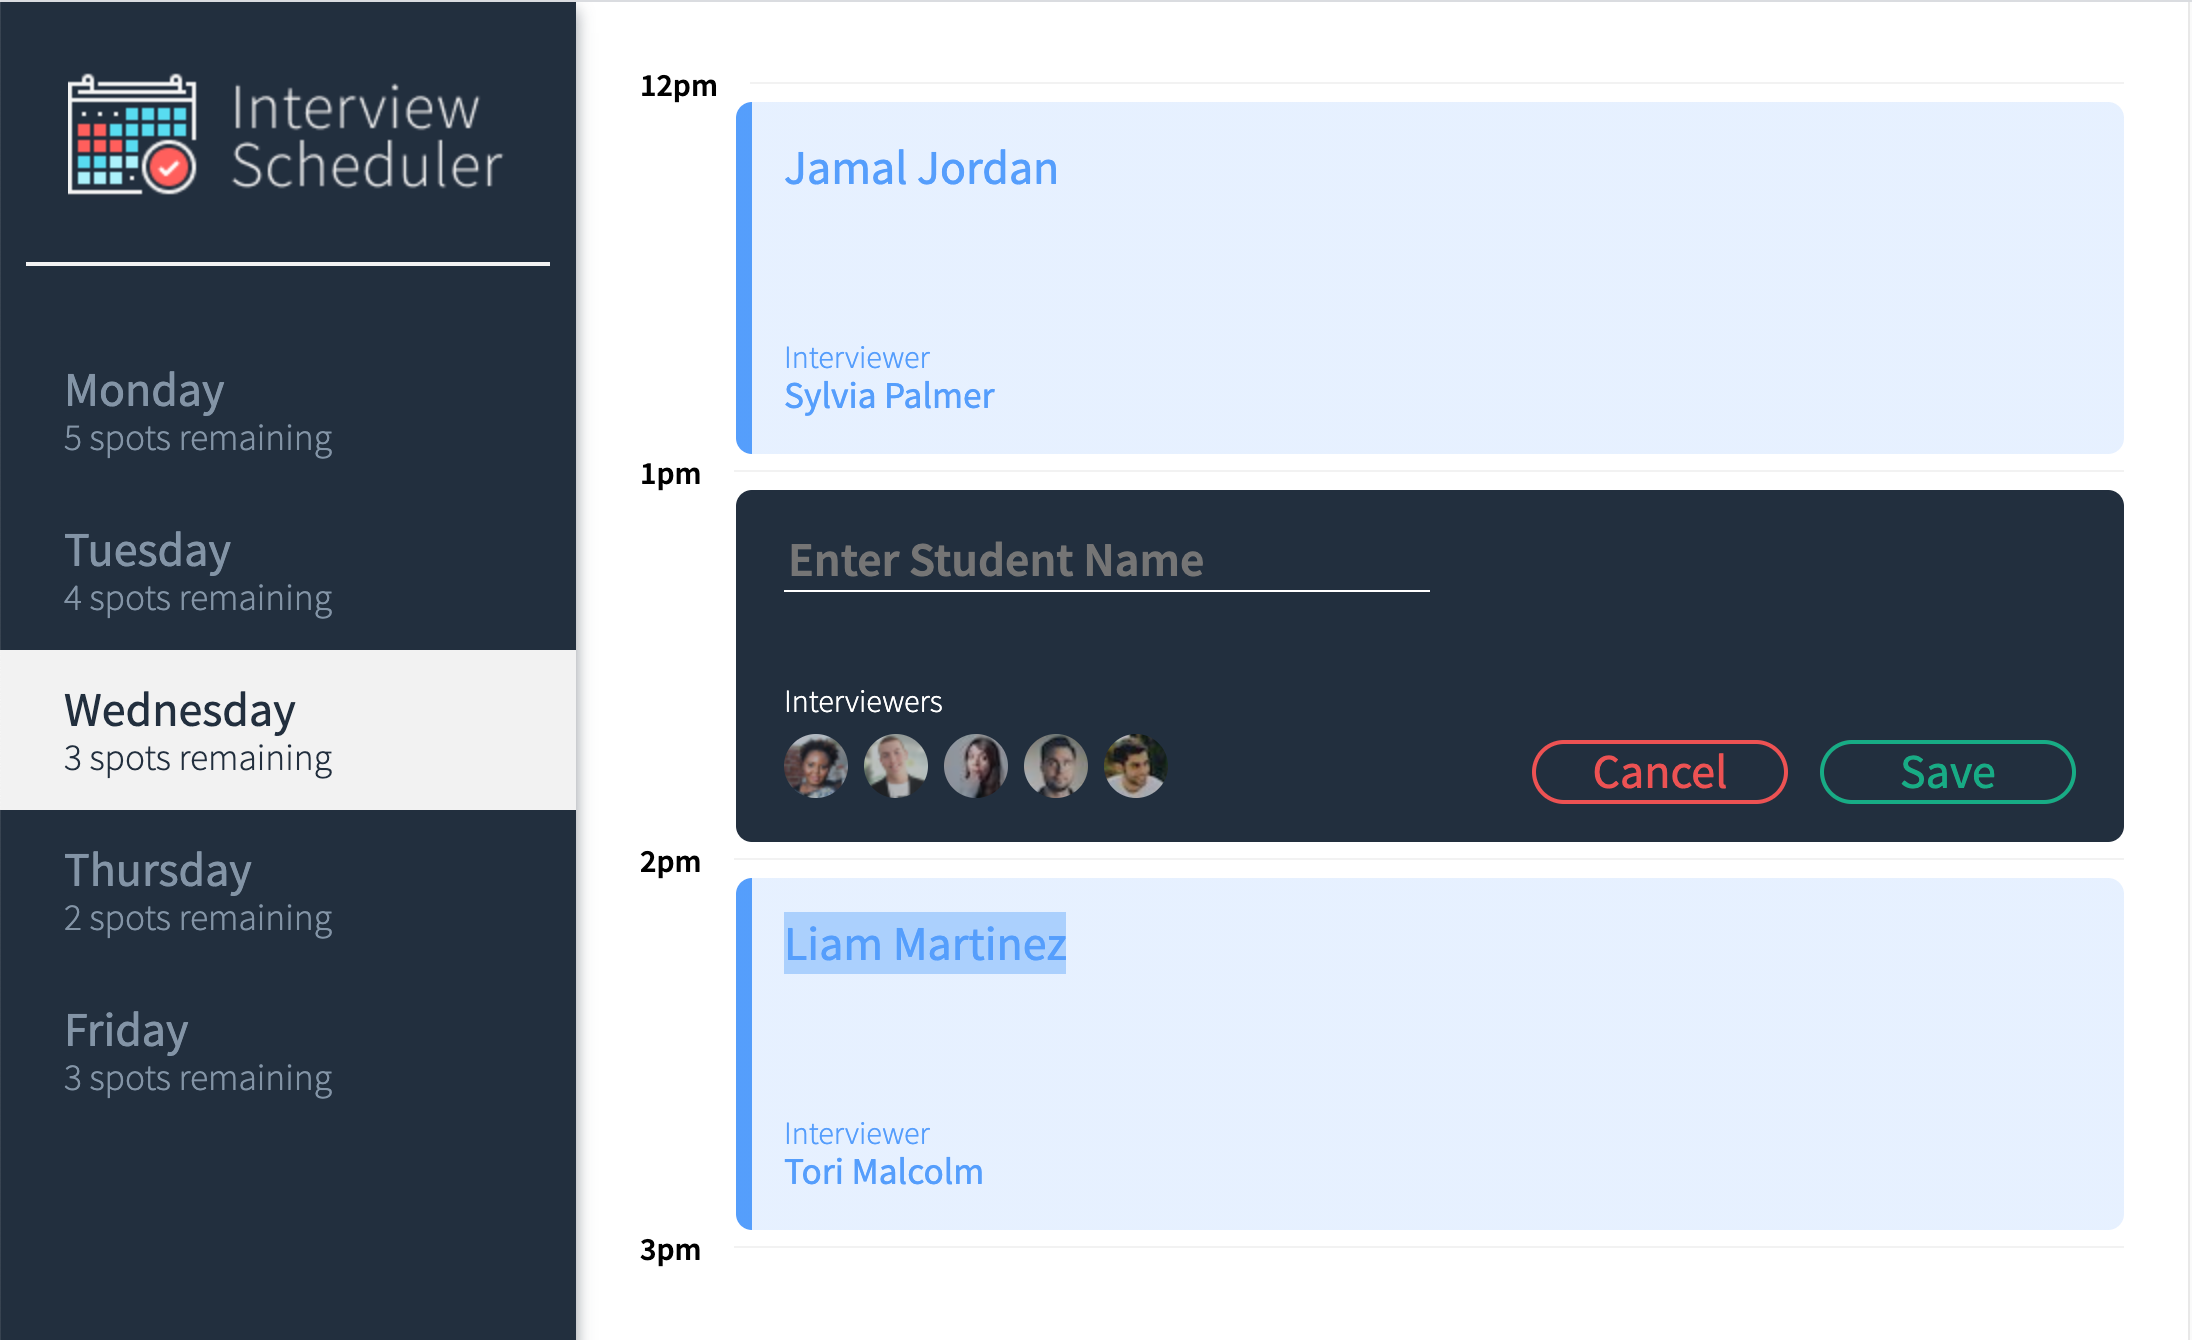 Interview
Scheduler
Monday
5 spots remaining
Tuesday
4 spots remaining
Wednesday
3 spots remaining
Thursday
2 spots remaining
Friday
3 spots remaining
12pm
Jamal Jordan
Interviewer
Sylvia Palmer
1pm
Enter Student Name
Interviewers
Cancel Save
2pm
Liam Martinez
Interviewer
Tori Malcolm
3pm